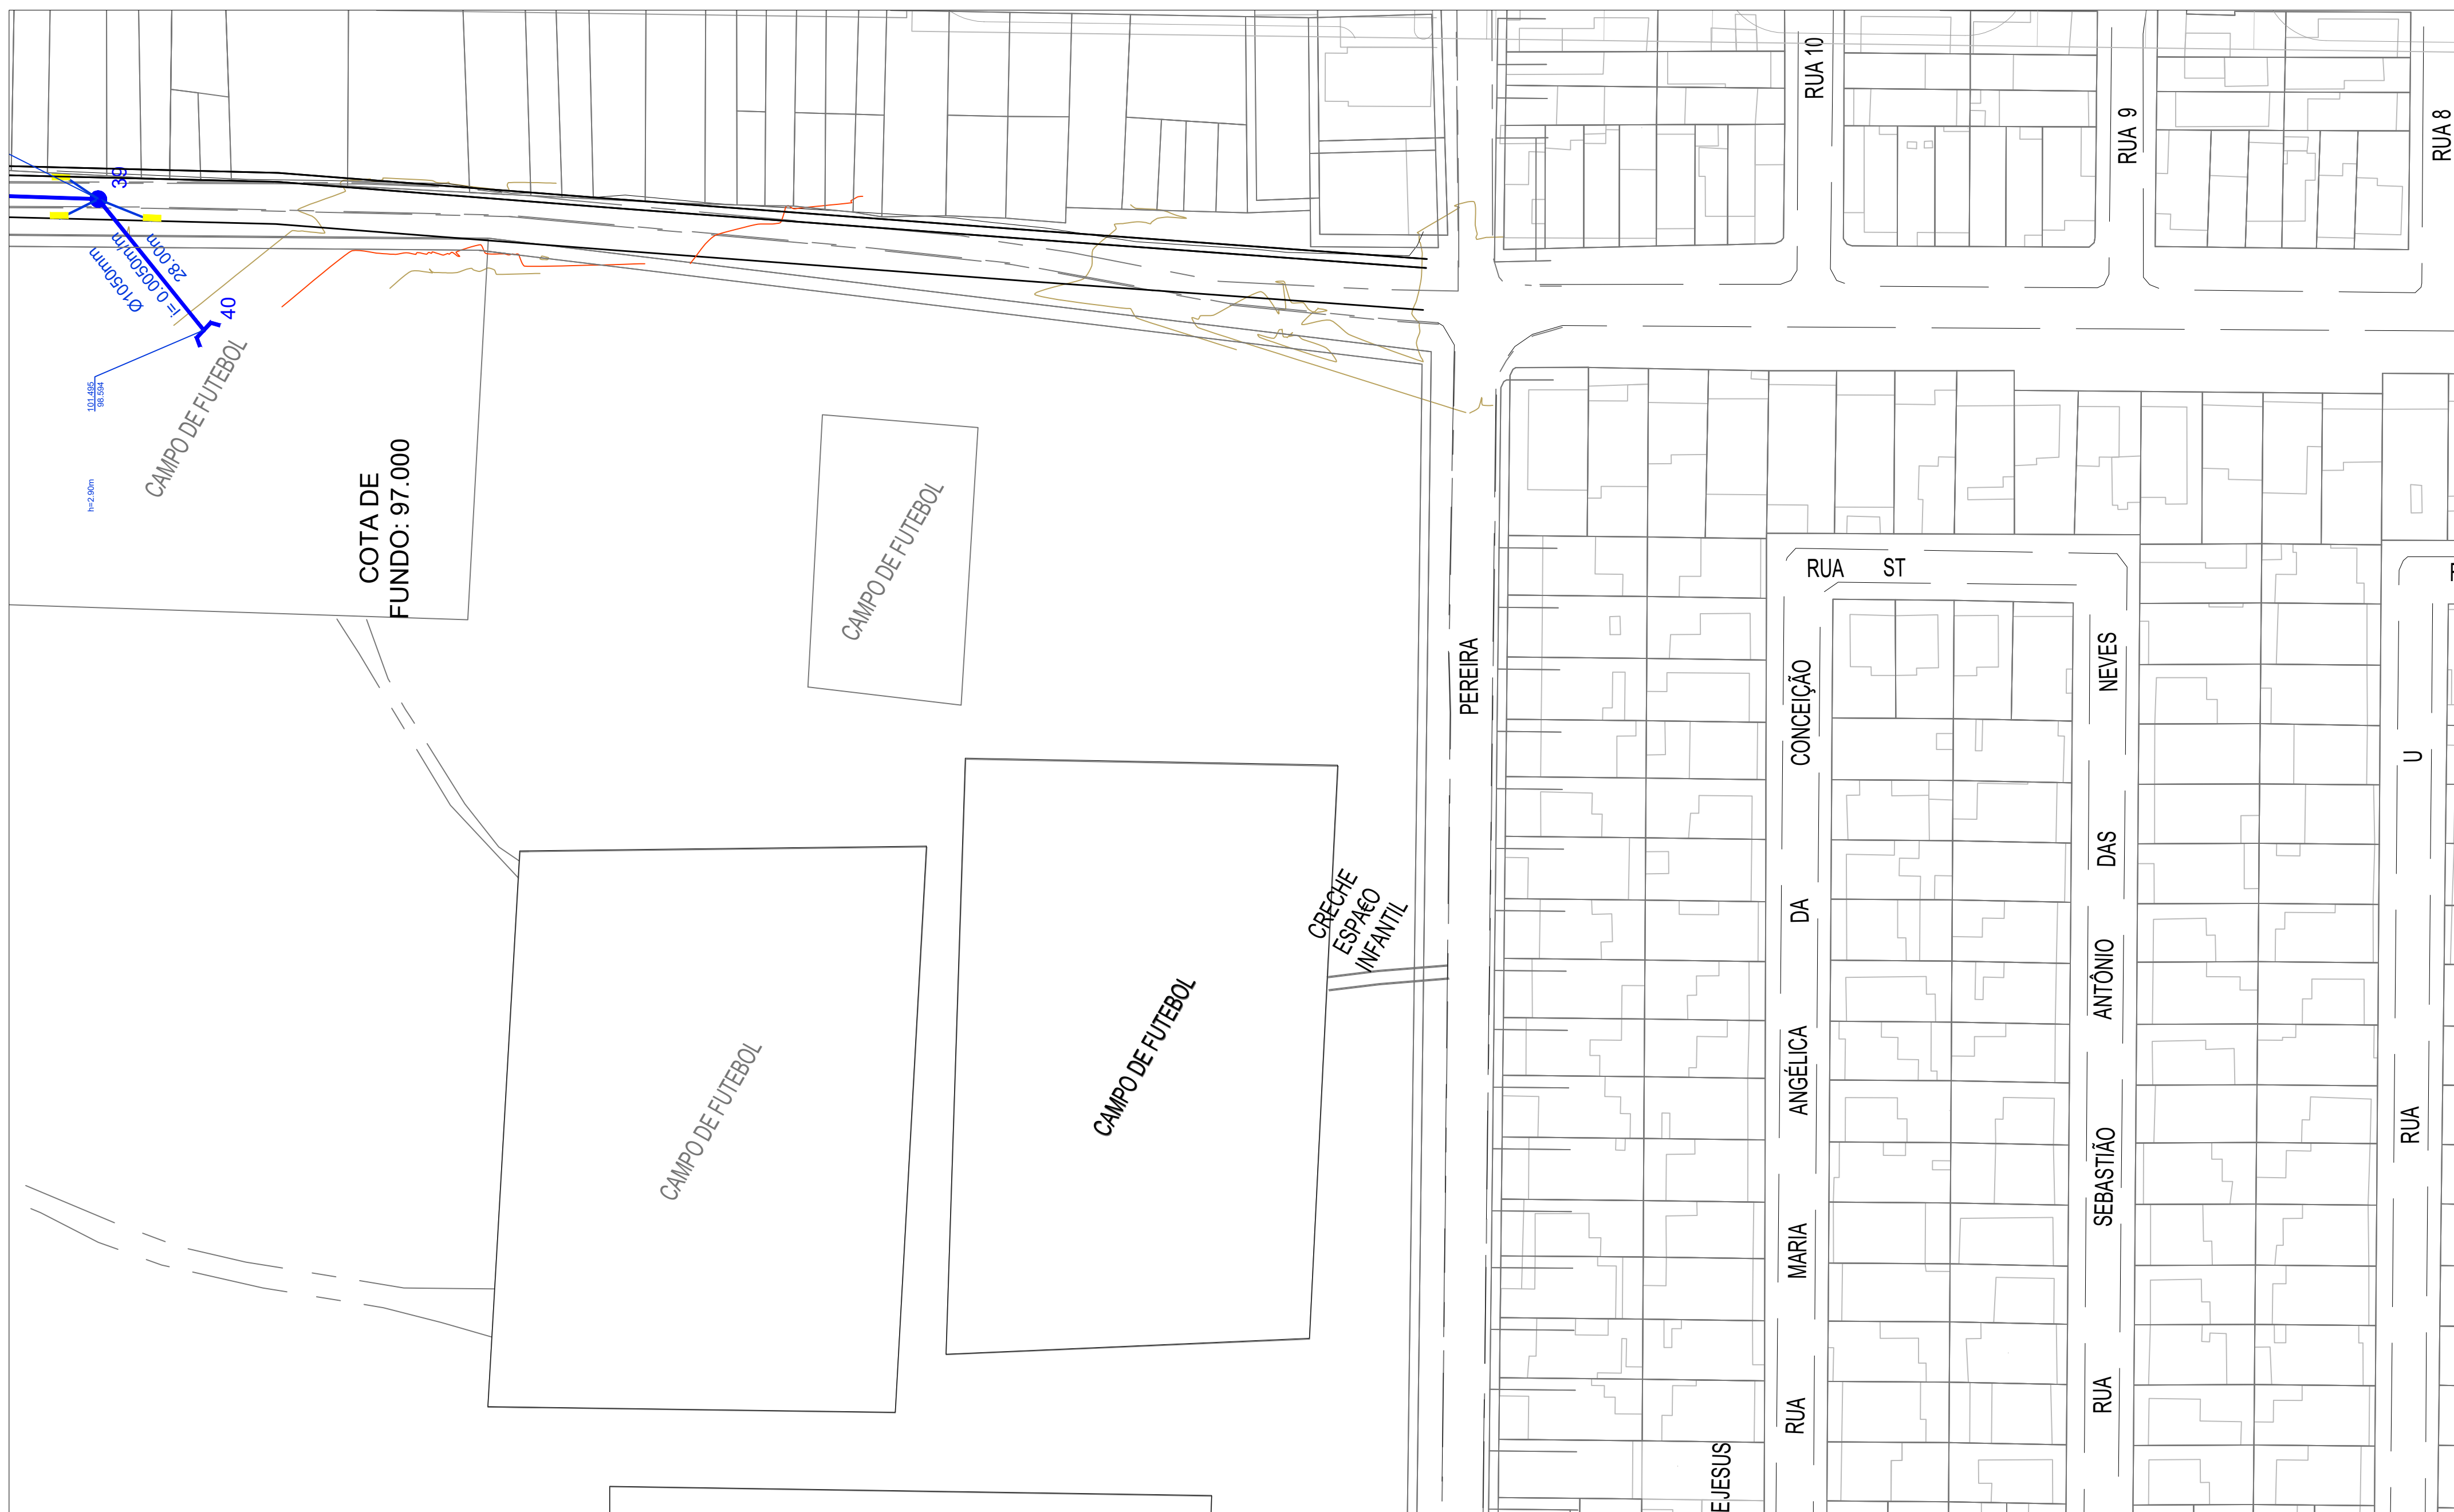 RUA 10
RUA 9
RUA 8
39
28.00m
i= 0.0050m/m
Ø1050mm
40
101.495
98.594
h=2.90m
CAMPO DE FUTEBOL
COTA DE
FUNDO: 97.000
CAMPO DE FUTEBOL
RUA ST
PEREIRA
RUA MARIA ANGÉLICA DA CONCEIÇÃO
RUA SEBASTIÃO ANTÔNIO DAS NEVES
RUA U
CRECHE
ESPA€O
INFANTIL
CAMPO DE FUTEBOL
CAMPO DE FUTEBOL
EJESUS